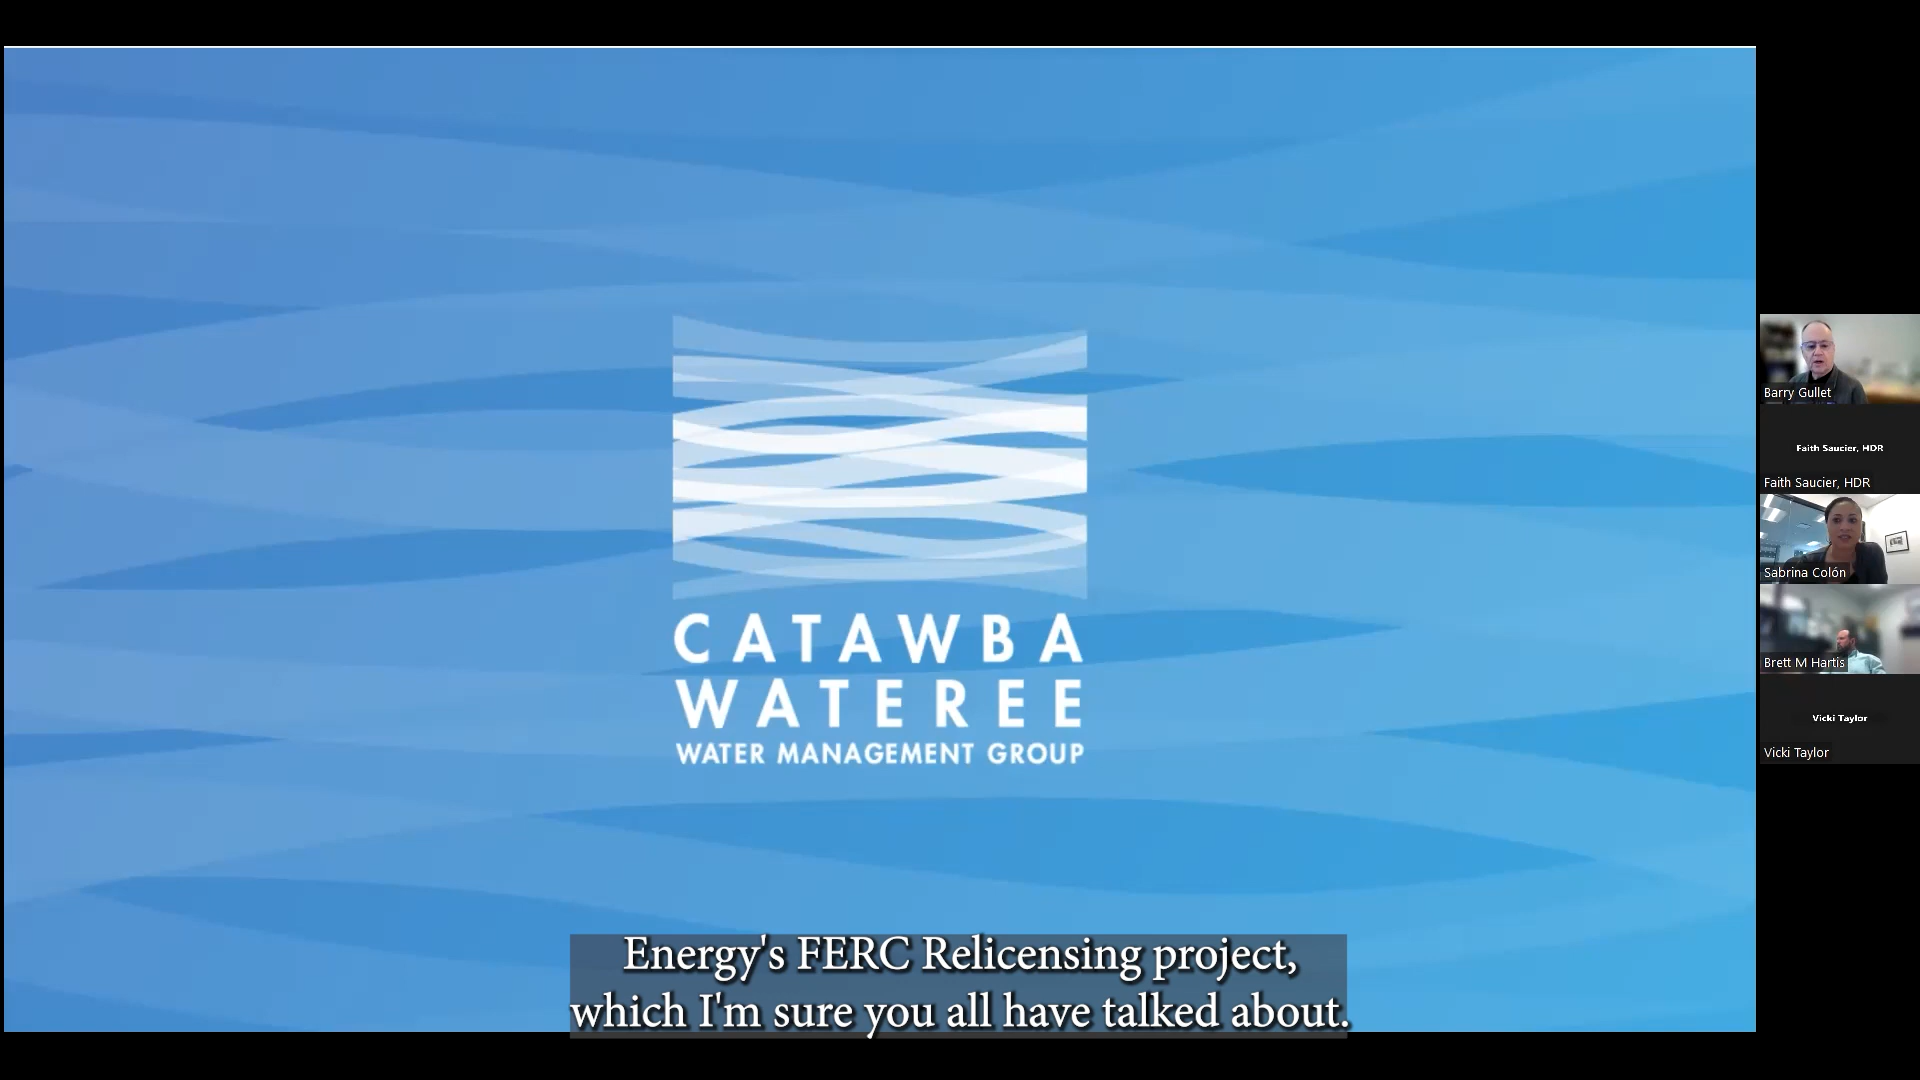 CATAWBA
WATEREE
WATER MANAGEMENT GROUP
Energy's FERC Relicensing project,
which I'm sure you all have talked about.
Barry Gullet
Faith Saucier, HDR
Faith Saucier, HDR
Sabrina Colón
Brett M Hartis
Vicki Taylor
Vicki Taylor